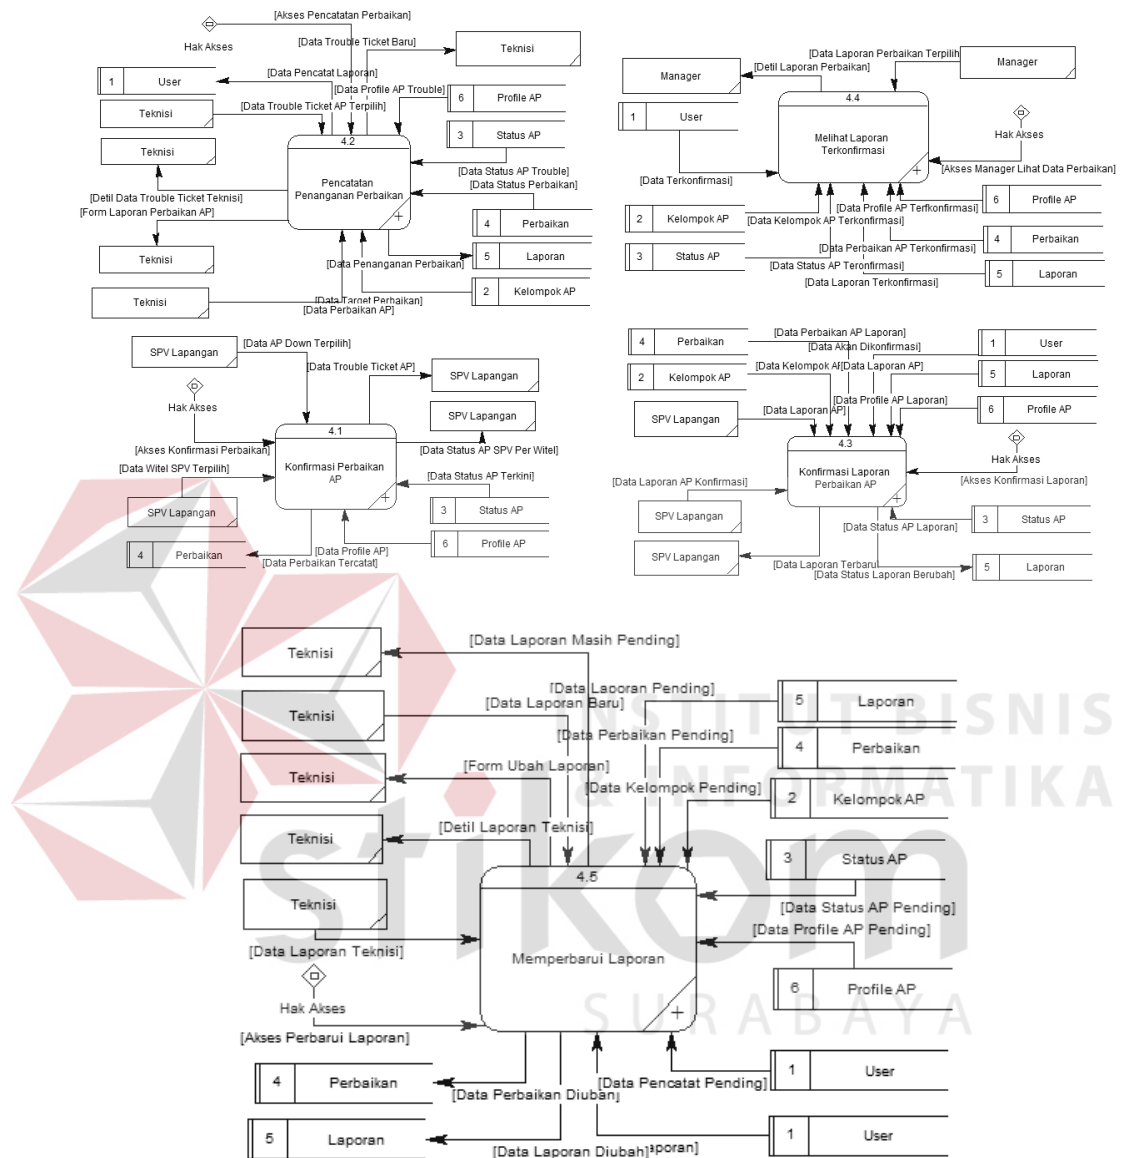 [Akses Pencatatan Perbaikan]
Hak Akses
[Data Trouble Ticket Baru]
Teknisi
1 User
[Data Pencatat Laporan]
[Data Profile AP Trouble]
6 Profile AP
Teknisi
[Data Trouble Ticket AP Terpilih]
3 Status AP
4.2
Pencatatan
Penanganan Perbaikan
Teknisi
[Data Status AP Trouble]
[Detil Data Trouble Ticket Teknisi]
[Data Status Perbaikan]
[Form Laporan Perbaikan AP]
4 Perbaikan
Teknisi
5 Laporan
[Data Penanganan Perbaikan]
2 Kelompok AP
Teknisi
[Data Target Perbaikan]
[Data Perbaikan AP]
[Data Laporan Perbaikan Terpilih]
Manager
[Detil Laporan Perbaikan]
Manager
4.4
Melihat Laporan
Terkonfirmasi
1 User
Hak Akses
[Akses Manager Lihat Data Perbaikan]
[Data Terkonfirmasi]
6 Profile AP
2 Kelompok AP
[Data Profile AP Terfkonfirmasi]
[Data Kelompok AP Terkonfirmasi]
4 Perbaikan
3 Status AP
[Data Perbaikan AP Terkonfirmasi]
[Data Status AP Teronfirmasi]
5 Laporan
[Data Laporan Terkonfirmasi]
SPV Lapangan
[Data AP Down Terpilih]
[Data Trouble Ticket AP]
SPV Lapangan
Hak Akses
SPV Lapangan
4.1
Konfirmasi Perbaikan
AP
[Akses Konfirmasi Perbaikan]
[Data Status AP SPV Per Witel]
[Data Witel SPV Terpilih]
[Data Status AP Terkini]
SPV Lapangan
3 Status AP
4 Perbaikan
[Data Profile AP]
6 Profile AP
[Data Perbaikan Tercatat]
4 Perbaikan
[Data Perbaikan AP Laporan]
1 User
[Data Akan Dikonfirmasi]
2 Kelompok AP
[Data Kelompok AP
[Data Laporan AP]
5 Laporan
SPV Lapangan
[Data Laporan AP]
[Data Profile AP Laporan]
6 Profile AP
4.3
Konfirmasi Laporan
Perbaikan AP
Hak Akses
[Akses Konfirmasi Laporan]
[Data Laporan AP Konfirmasi]
SPV Lapangan
[Data Status AP Laporan]
3 Status AP
SPV Lapangan
[Data Laporan Terbaru]
[Data Status Laporan Berubah]
5 Laporan
Teknisi
[Data Laporan Masih Pending]
Teknisi
[Data Laporan Pending]
[Data Laporan Baru]
5 Laporan
[Data Perbaikan Pending]
4 Perbaikan
Teknisi
[Form Ubah Laporan]
[Data Kelompok Pending]
2 Kelompok AP
Teknisi
[Detil Laporan Teknisi]
3 Status AP
4.5
Memperbarui Laporan
Teknisi
[Data Status AP Pending]
[Data Laporan Teknisi]
[Data Profile AP Pending]
6 Profile AP
Hak Akses
[Akses Perbarui Laporan]
4 Perbaikan
[Data Perbaikan Diubah]
[Data Pencatat Pending]
1 User
5 Laporan
[Data Laporan Diubah]
aporan]
1 User
INSTITUT BISNIS
& INFORMATIKA
stikom
SURABAYA